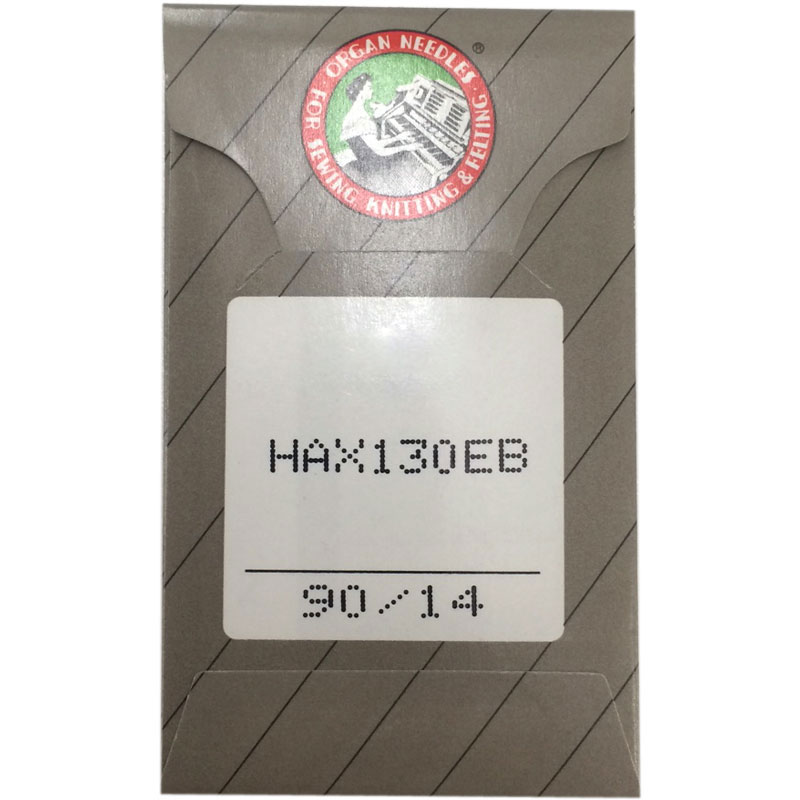 ORGAN NEEDLES
®
· FOR SEWING KNITTING & FELTING ·
HAX130EB
90/14